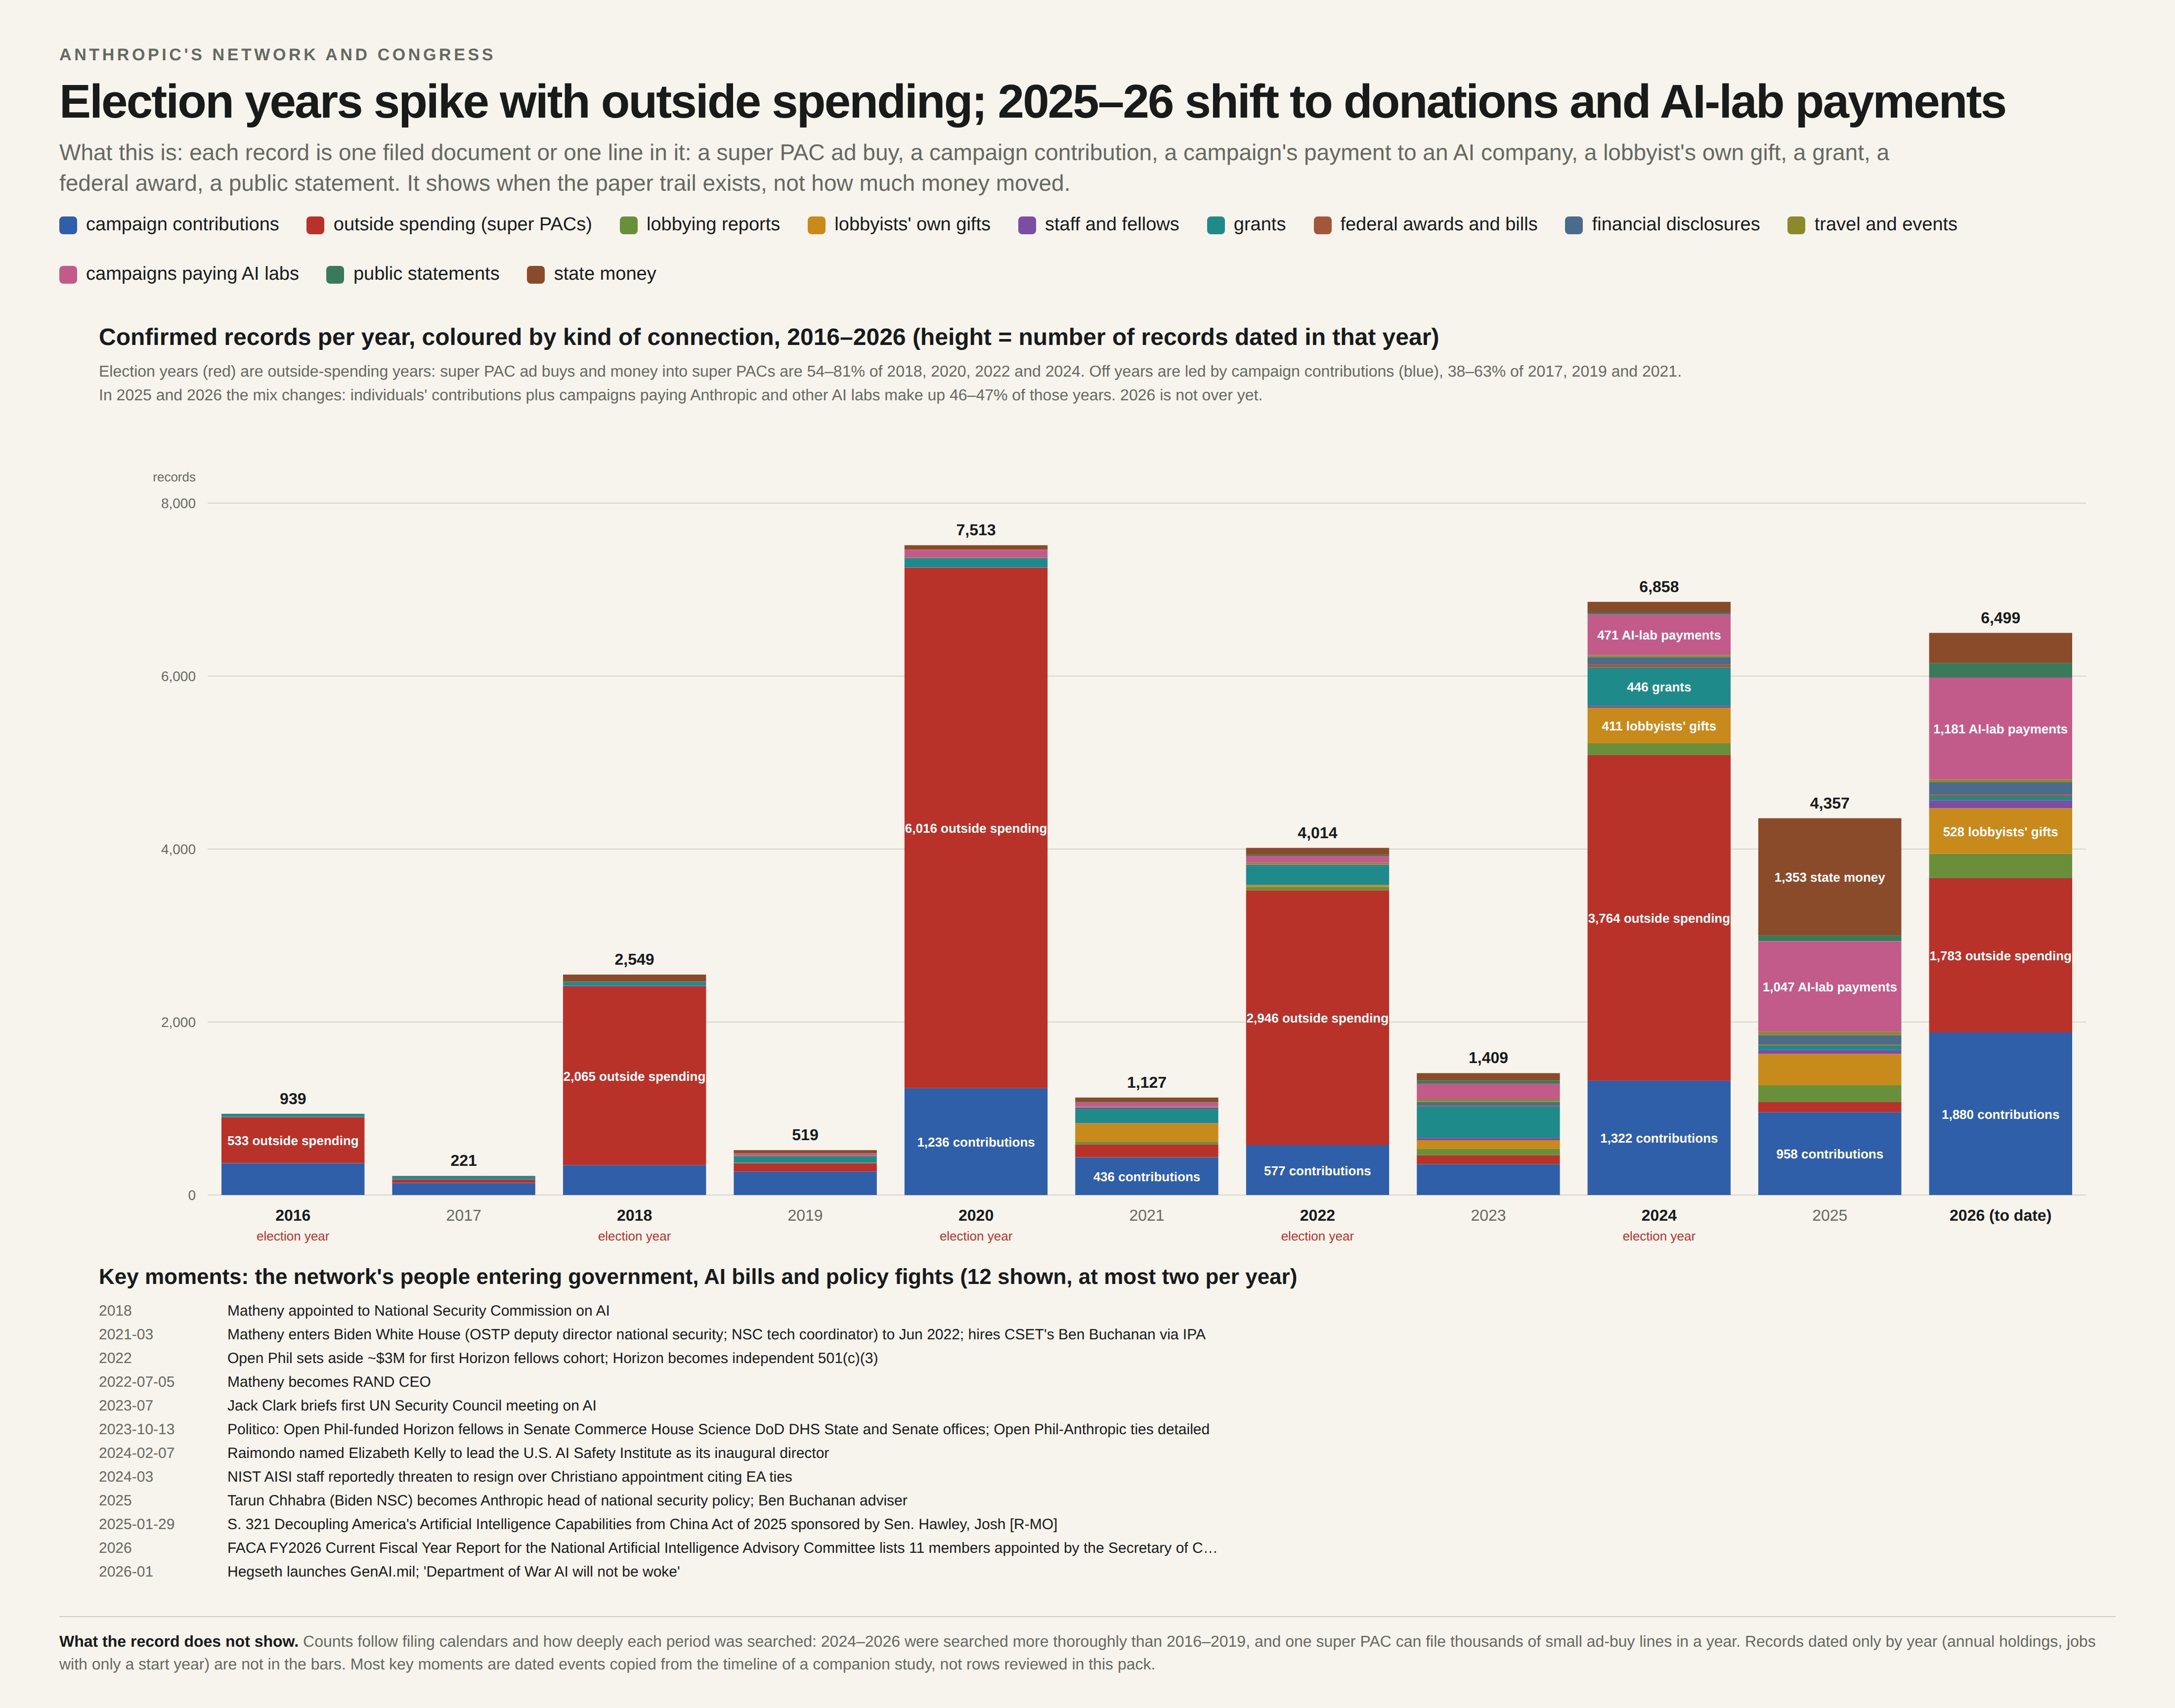 ANTHROPIC'S NETWORK AND CONGRESS
Election years spike with outside spending; 2025–26 shift to donations and AI-lab payments
What this is: each record is one filed document or one line in it: a super PAC ad buy, a campaign contribution, a campaign's payment to an AI company, a lobbyist's own gift, a grant, a
federal award, a public statement. It shows when the paper trail exists, not how much money moved.
campaign contributions outside spending (super PACs) lobbying reports lobbyists' own gifts staff and fellows grants federal awards and bills financial disclosures travel and events
campaigns paying AI labs public statements state money
Confirmed records per year, coloured by kind of connection, 2016–2026 (height = number of records dated in that year)
Election years (red) are outside-spending years: super PAC ad buys and money into super PACs are 54–81% of 2018, 2020, 2022 and 2024. Off years are led by campaign contributions (blue), 38–63% of 2017, 2019 and 2021.
In 2025 and 2026 the mix changes: individuals' contributions plus campaigns paying Anthropic and other AI labs make up 46–47% of those years. 2026 is not over yet.
records
8,000
7,513
6,858
6,499
471 AI-lab payments
6,000
446 grants
411 lobbyists' gifts
1,181 AI-lab payments
4,357
6,016 outside spending
4,014
528 lobbyists' gifts
4,000
1,353 state money
3,764 outside spending
2,549
1,783 outside spending
1,047 AI-lab payments
2,946 outside spending
2,000
2,065 outside spending
1,409
939
1,127
533 outside spending
221
519
1,236 contributions
436 contributions
577 contributions
1,322 contributions
958 contributions
1,880 contributions
0
2016 2017 2018 2019 2020 2021 2022 2023 2024 2025 2026 (to date)
election year election year election year election year election year
Key moments: the network's people entering government, AI bills and policy fights (12 shown, at most two per year)
2018 Matheny appointed to National Security Commission on AI
2021-03 Matheny enters Biden White House (OSTP deputy director national security; NSC tech coordinator) to Jun 2022; hires CSET's Ben Buchanan via IPA
2022 Open Phil sets aside ~$3M for first Horizon fellows cohort; Horizon becomes independent 501(c)(3)
2022-07-05 Matheny becomes RAND CEO
2023-07 Jack Clark briefs first UN Security Council meeting on AI
2023-10-13 Politico: Open Phil-funded Horizon fellows in Senate Commerce House Science DoD DHS State and Senate offices; Open Phil-Anthropic ties detailed
2024-02-07 Raimondo named Elizabeth Kelly to lead the U.S. AI Safety Institute as its inaugural director
2024-03 NIST AISI staff reportedly threaten to resign over Christiano appointment citing EA ties
2025 Tarun Chhabra (Biden NSC) becomes Anthropic head of national security policy; Ben Buchanan adviser
2025-01-29 S. 321 Decoupling America's Artificial Intelligence Capabilities from China Act of 2025 sponsored by Sen. Hawley, Josh [R-MO]
2026 FACA FY2026 Current Fiscal Year Report for the National Artificial Intelligence Advisory Committee lists 11 members appointed by the Secretary of C…
2026-01 Hegseth launches GenAI.mil; 'Department of War AI will not be woke'
What the record does not show. Counts follow filing calendars and how deeply each period was searched: 2024–2026 were searched more thoroughly than 2016–2019, and one super PAC can file thousands of small ad-buy lines in a year. Records dated only by year (annual holdings, jobs
with only a start year) are not in the bars. Most key moments are dated events copied from the timeline of a companion study, not rows reviewed in this pack.